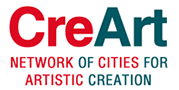 CreArt
NETWORK OF CITIES FOR
ARTISTIC CREATION